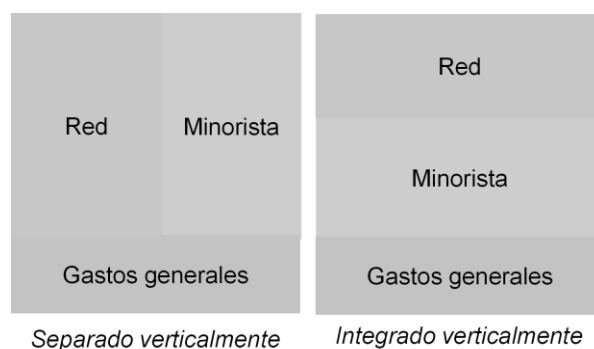 Red
Minorista
Gastos generales
Separado verticalmente
Red
Minorista
Gastos generales
Integrado verticalmente